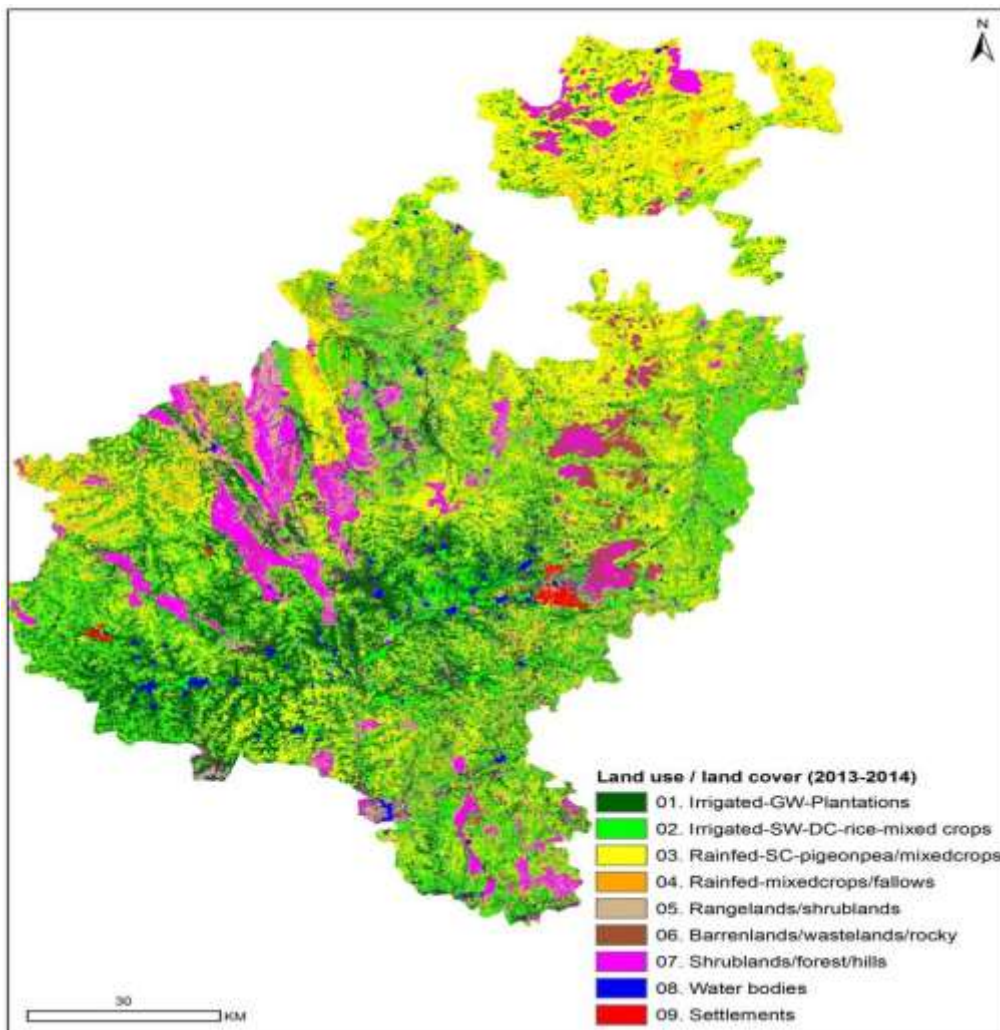 N
Land use / land cover (2013-2014)
01. Irrigated-GW-Plantations
02. Irrigated-SW-DC-rice-mixed crops
03. Rainfed-SC-pigeonpea/mixedcrops
04. Rainfed-mixedcrops/fallows
05. Rangelands/shrublands
06. Barrenlands/wastelands/rocky
07. Shrublands/forest/hills
08. Water bodies
09. Settlements
30
KM